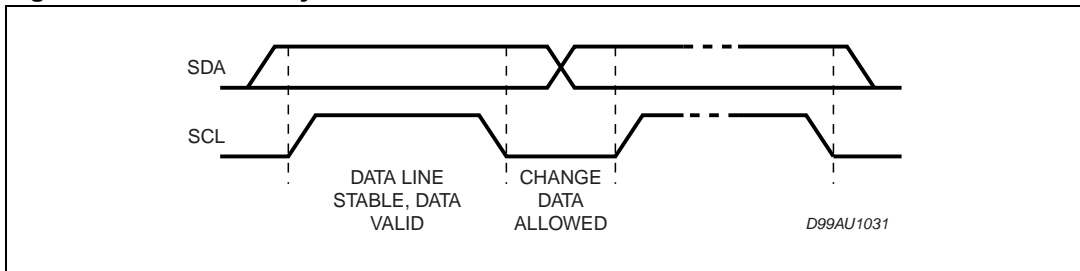 SDA
SCL
DATA LINE
STABLE, DATA
VALID
CHANGE
DATA
ALLOWED
D99AU1031